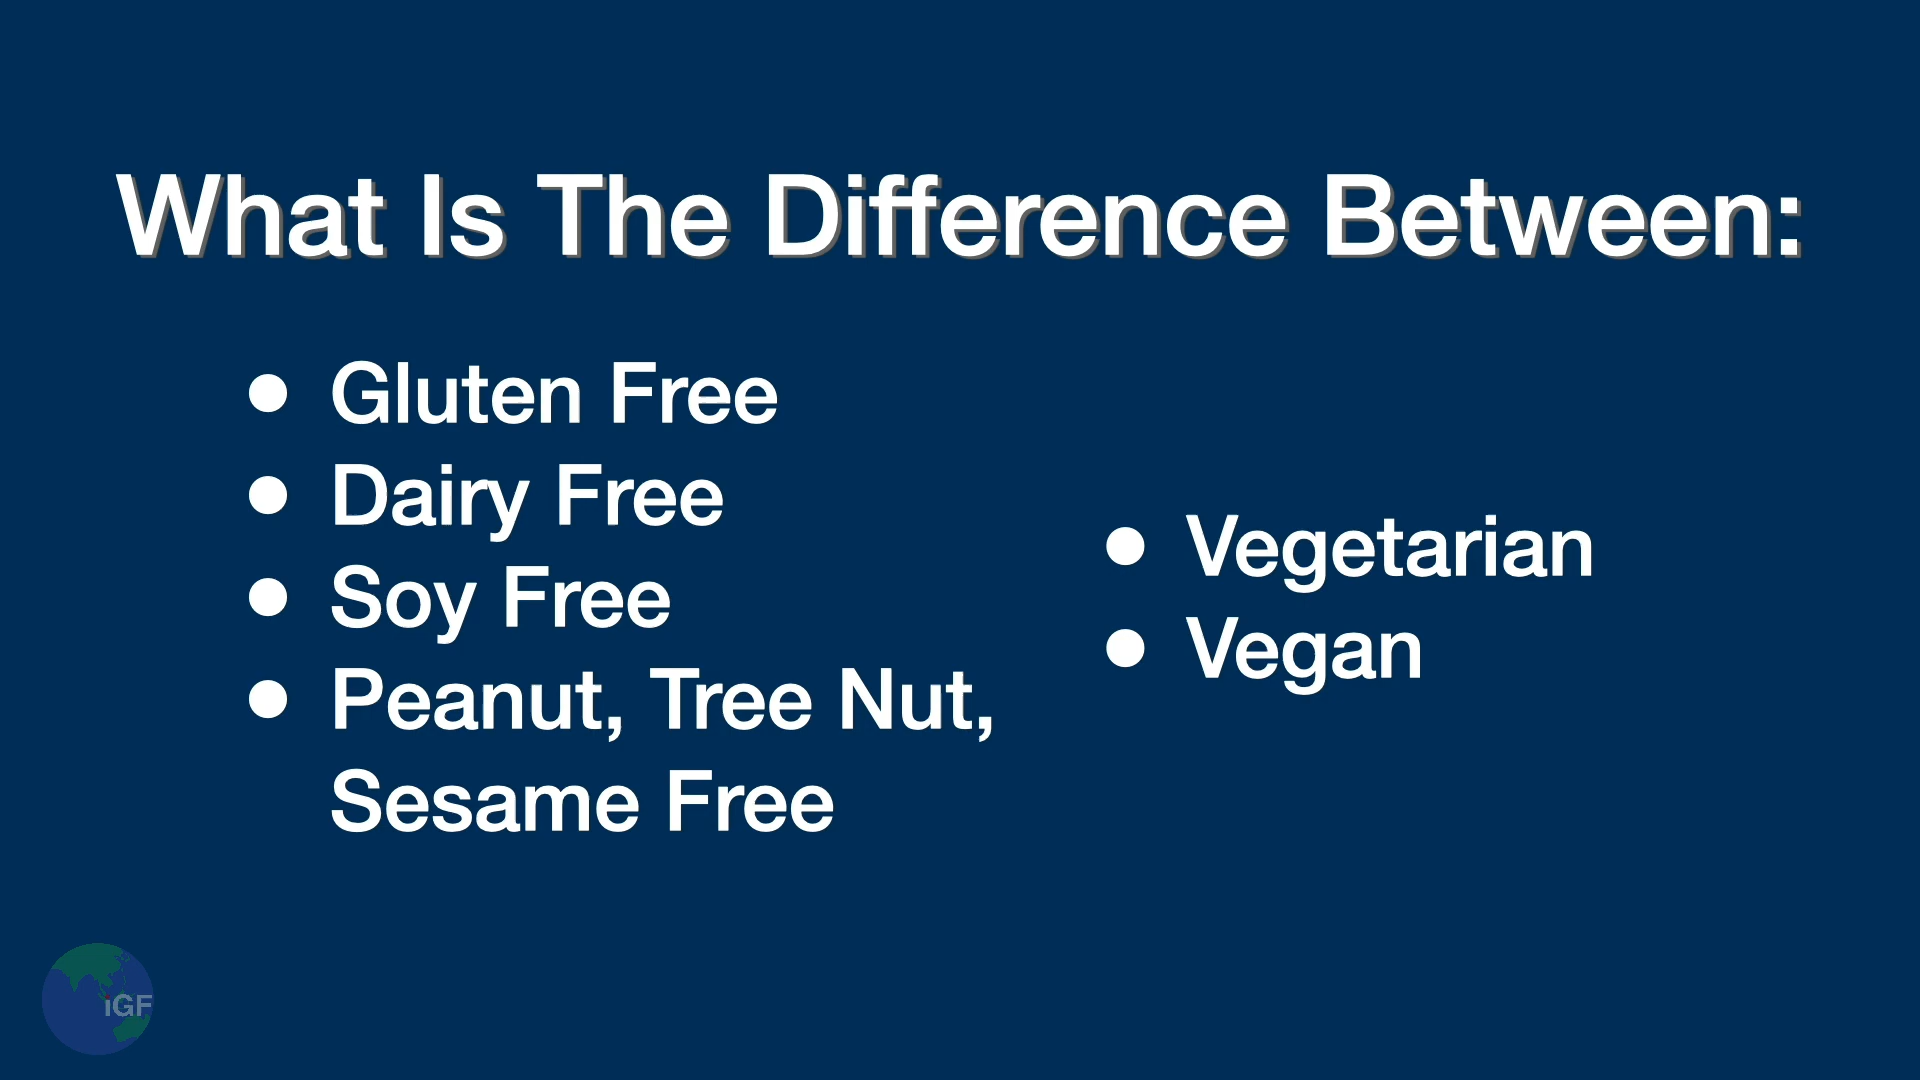 What Is The Difference Between:
● Gluten Free
● Dairy Free
● Soy Free
● Peanut, Tree Nut,
Sesame Free
● Vegetarian
● Vegan
iGF